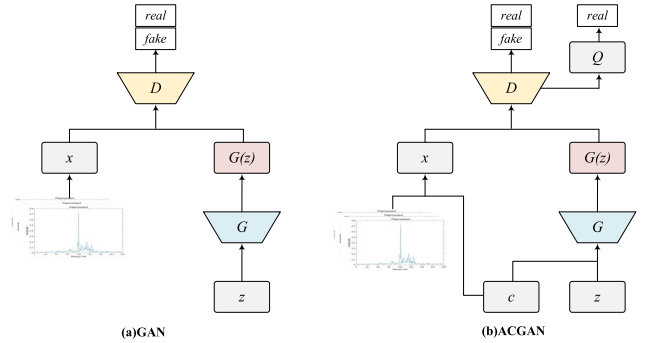 real
fake
D
x
G(z)
G
z
(a)GAN
real
fake
real
Q
D
x
G(z)
G
c
z
(b)ACGAN